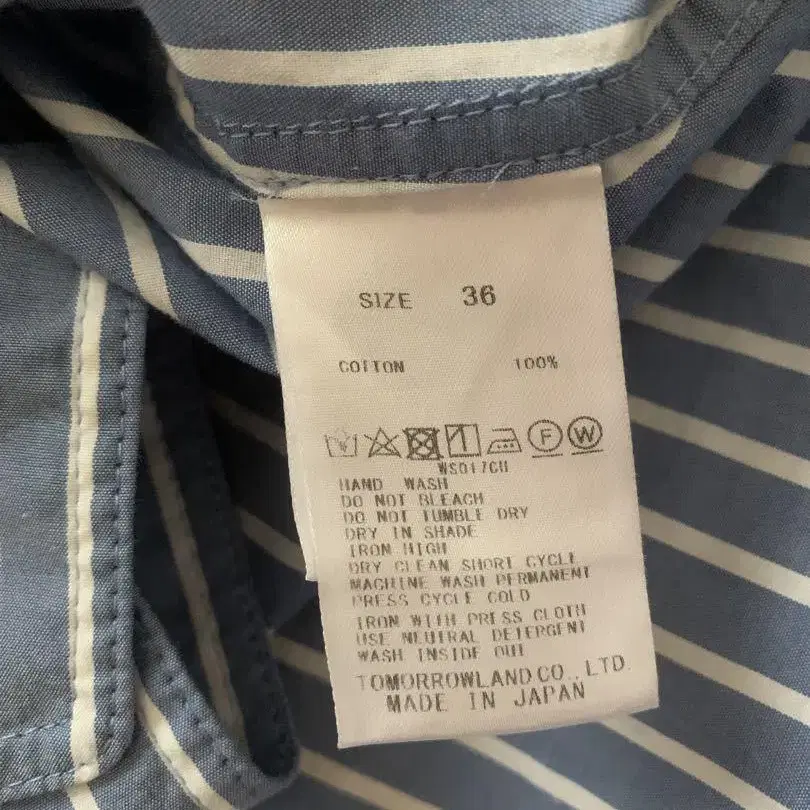 SIZE 36
COTTON 100%
F W
WS017CU
HAND WASH
DO NOT BLEACH
DO NOT TUMBLE DRY
DRY IN SHADE
IRON HIGH
DRY CLEAN SHORT CYCLE
MACHINE WASH PERMANENT
PRESS CYCLE COLD
IRON WITH PRESS CLOTH
USE NEUTRAL DETERGENT
WASH INSIDE OUT
TOMORROWLAND CO., LTD.
MADE IN JAPAN